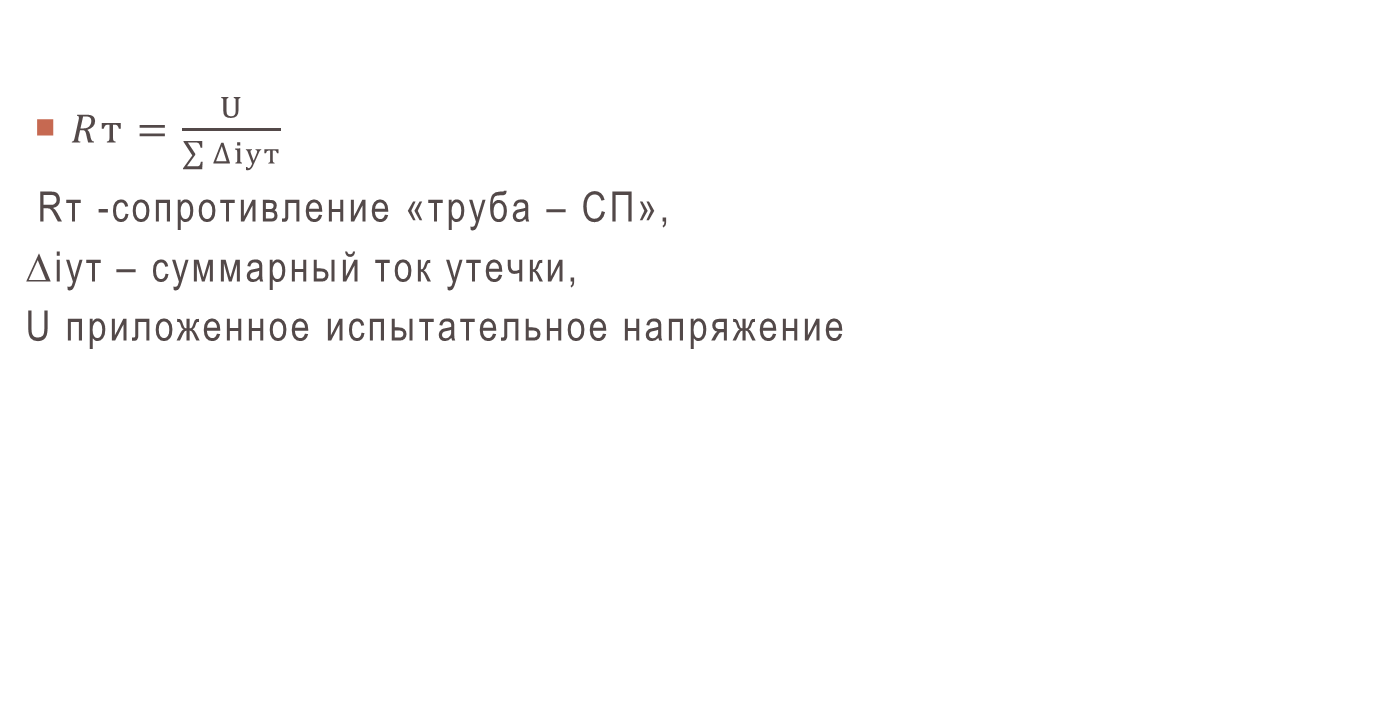 Rт = U / ∑ Δiут
Rт -сопротивление «труба – СП»,
Δiут – суммарный ток утечки,
U приложенное испытательное напряжение